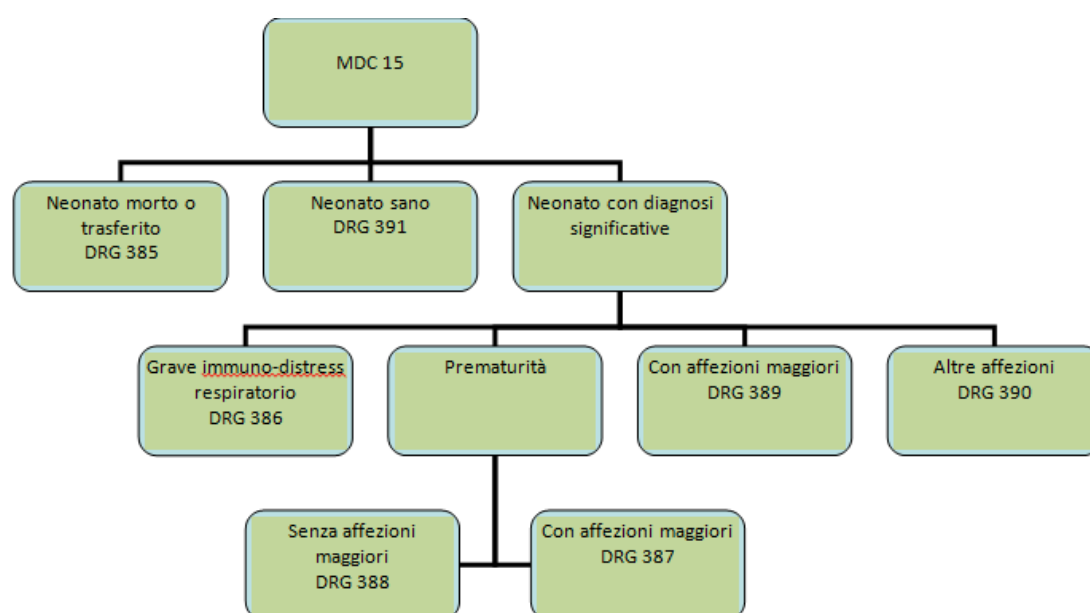 MDC 15
Neonato morto o
trasferito
DRG 385
Neonato sano
DRG 391
Neonato con diagnosi
significative
Grave immuno-distress
respiratorio
DRG 386
Prematurità
Con affezioni maggiori
DRG 389
Altre affezioni
DRG 390
Senza affezioni
maggiori
DRG 388
Con affezioni maggiori
DRG 387